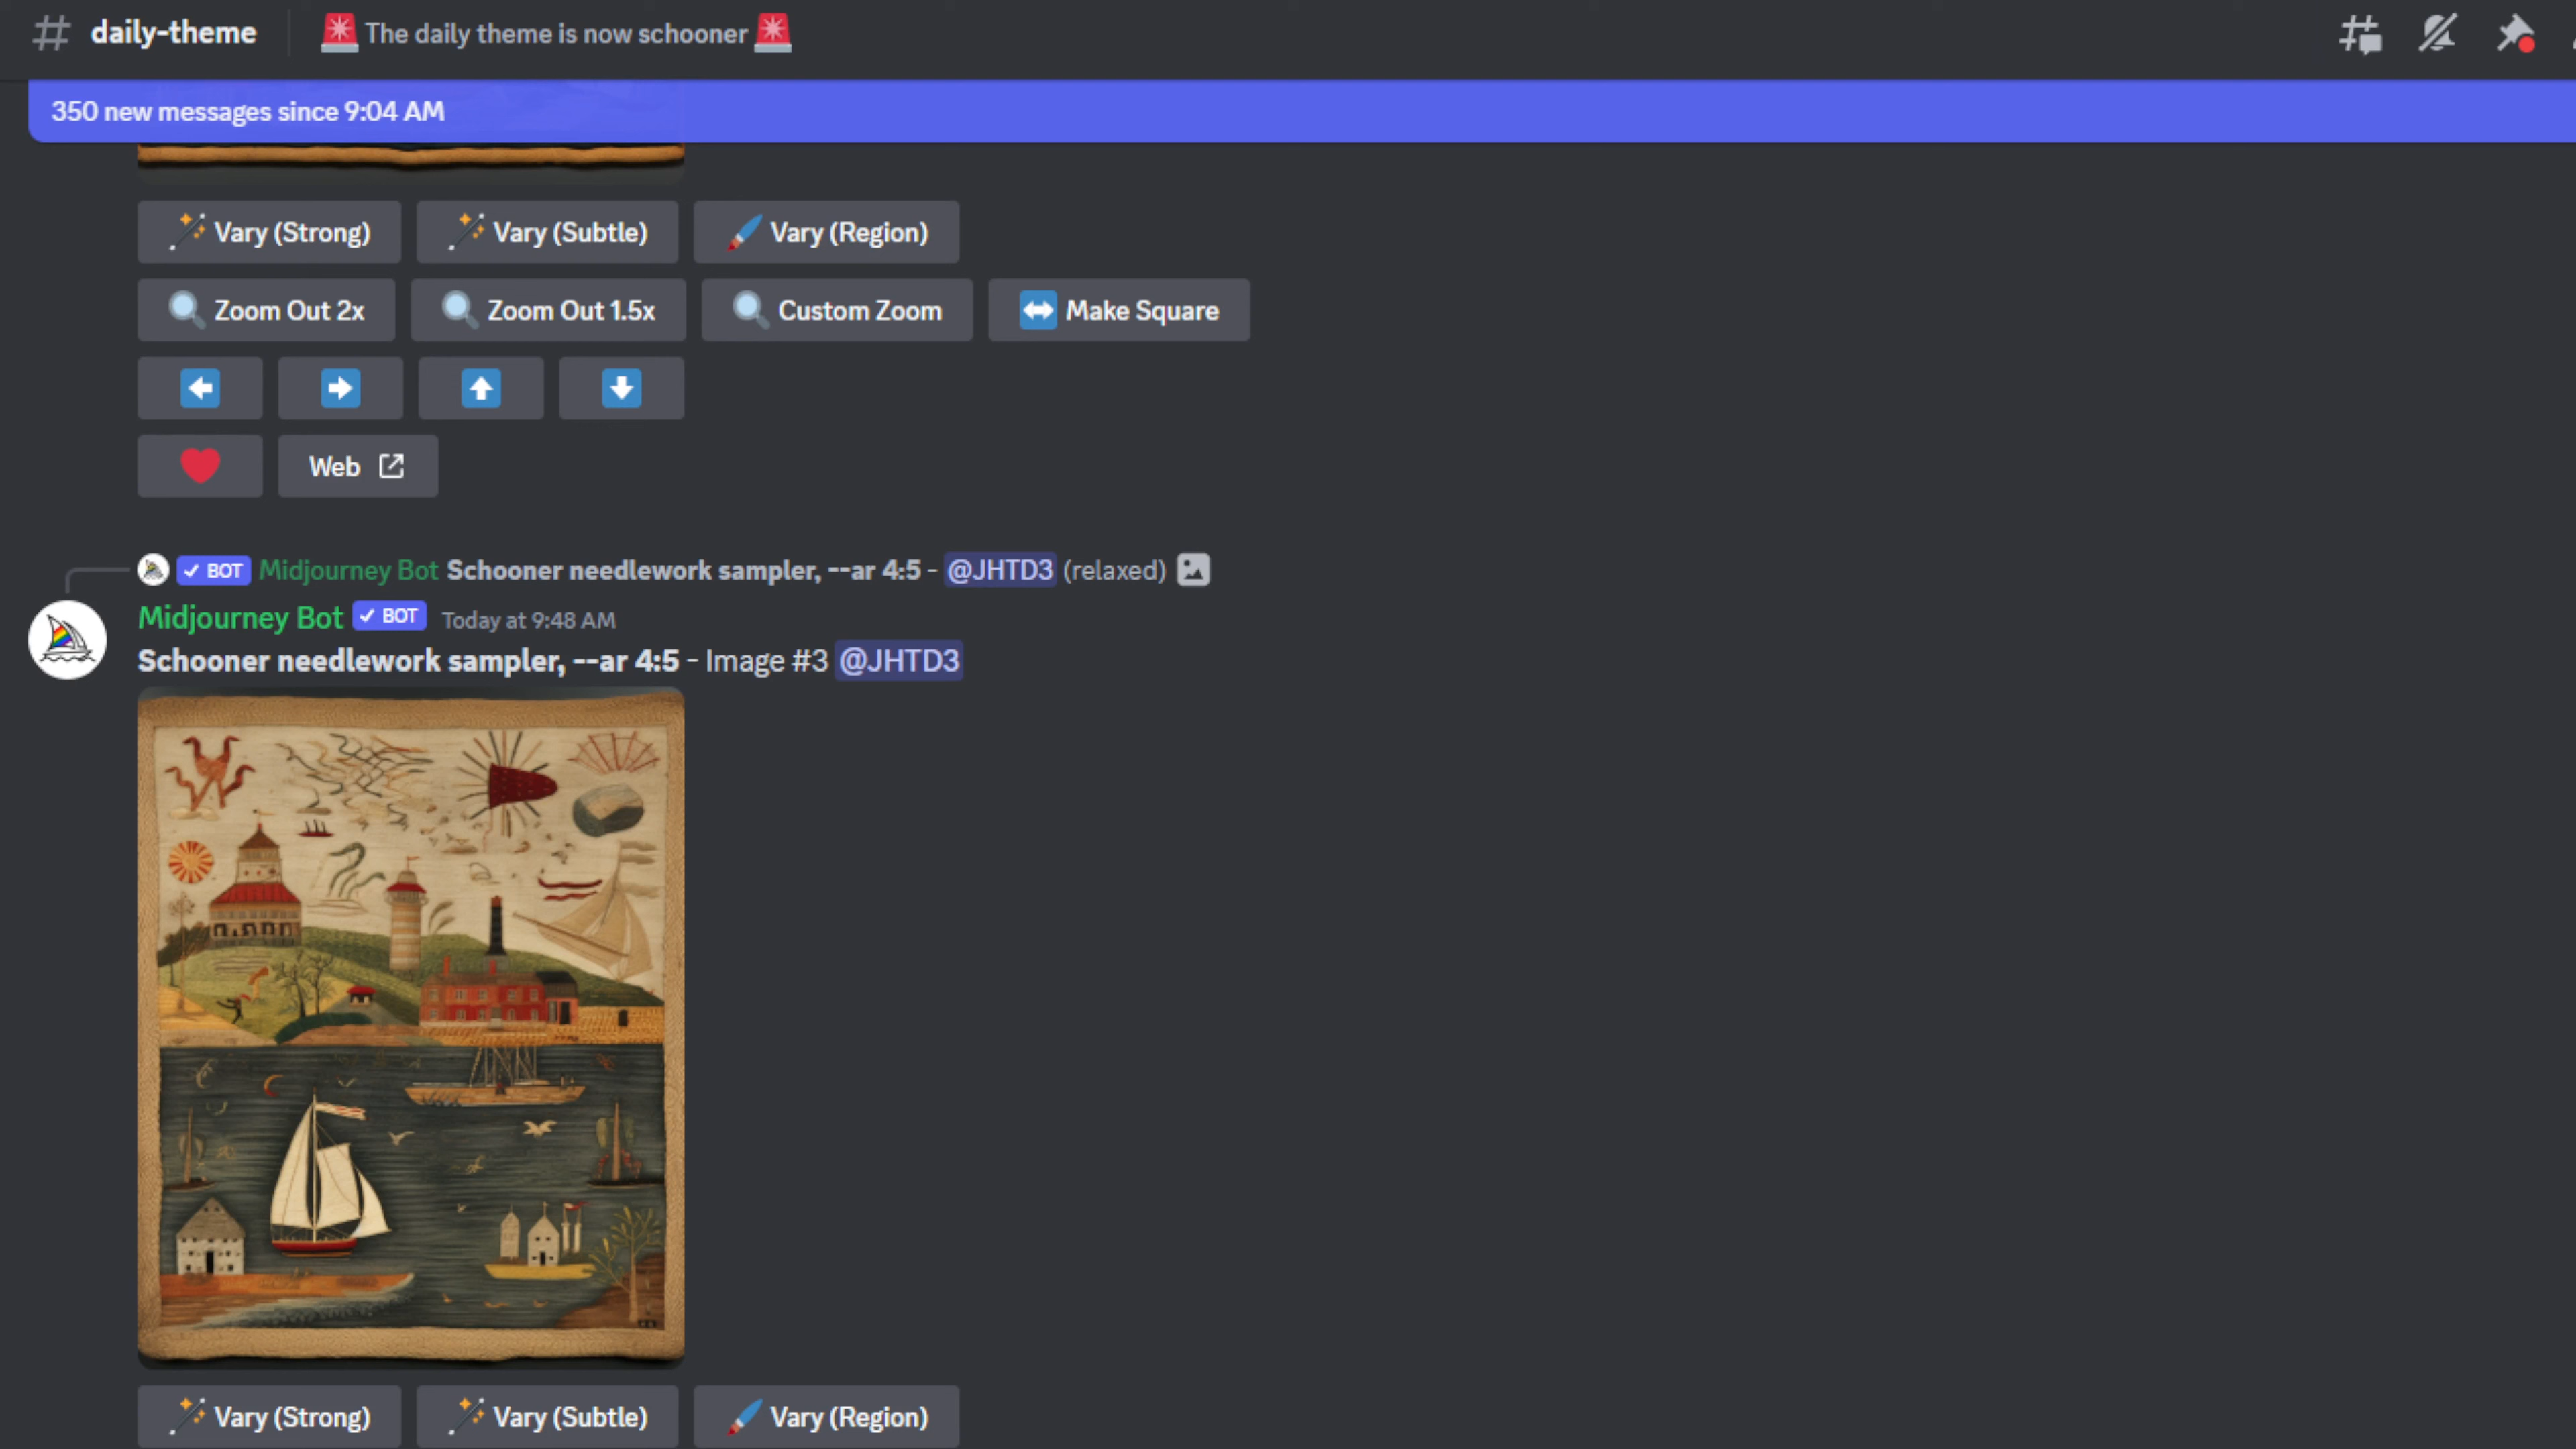 daily-theme
The daily theme is now schooner
350 new messages since 9:04 AM
Vary (Strong)
Vary (Subtle)
Vary (Region)
Zoom Out 2x
Zoom Out 1.5x
Custom Zoom
Make Square
Web
BOT Midjourney Bot Schooner needlework sampler, --ar 4:5 - @JHTD3 (relaxed)
Midjourney Bot BOT Today at 9:48 AM
Schooner needlework sampler, --ar 4:5 - Image #3 @JHTD3
Vary (Strong)
Vary (Subtle)
Vary (Region)